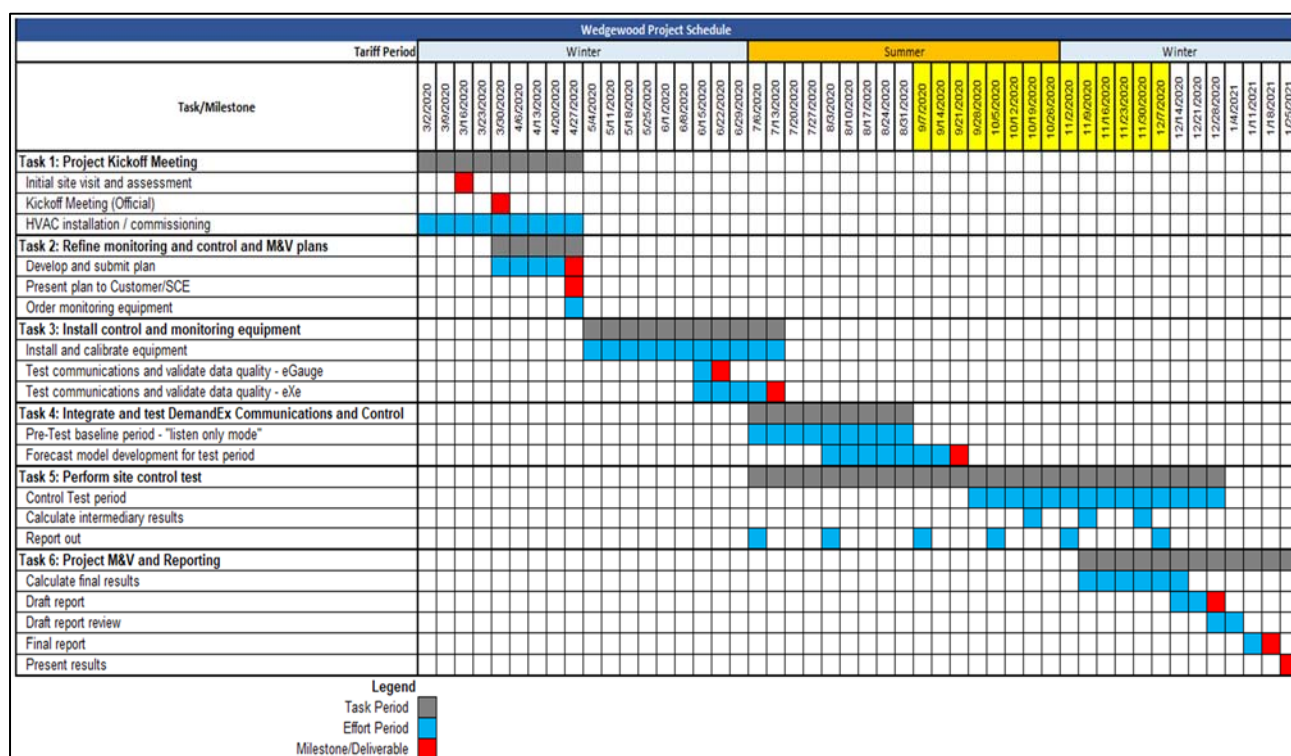 Wedgewood Project Schedule
Tariff Period Winter Summer Winter
Task/Milestone 3/2/2020 3/9/2020 3/16/2020 3/23/2020 3/30/2020 4/6/2020 4/13/2020 4/20/2020 4/27/2020 5/4/2020 5/11/2020 5/18/2020 5/25/2020 6/1/2020 6/8/2020 6/15/2020 6/22/2020 6/29/2020 7/6/2020 7/13/2020 7/20/2020 7/27/2020 8/3/2020 8/10/2020 8/17/2020 8/24/2020 8/31/2020 9/7/2020 9/14/2020 9/21/2020 9/28/2020 10/5/2020 10/12/2020 10/19/2020 10/26/2020 11/2/2020 11/9/2020 11/16/2020 11/23/2020 11/30/2020 12/7/2020 12/14/2020 12/21/2020 12/28/2020 1/4/2021 1/11/2021 1/18/2021 1/25/2021
Task 1: Project Kickoff Meeting
Initial site visit and assessment
Kickoff Meeting (Official)
HVAC installation / commissioning
Task 2: Refine monitoring and control and M&V plans
Develop and submit plan
Present plan to Customer/SCE
Order monitoring equipment
Task 3: Install control and monitoring equipment
Install and calibrate equipment
Test communications and validate data quality - eGauge
Test communications and validate data quality - eXe
Task 4: Integrate and test DemandEx Communications and Control
Pre-Test baseline period - "listen only mode"
Forecast model development for test period
Task 5: Perform site control test
Control Test period
Calculate intermediary results
Report out
Task 6: Project M&V and Reporting
Calculate final results
Draft report
Draft report review
Final report
Present results
Legend
Task Period
Effort Period
Milestone/Deliverable